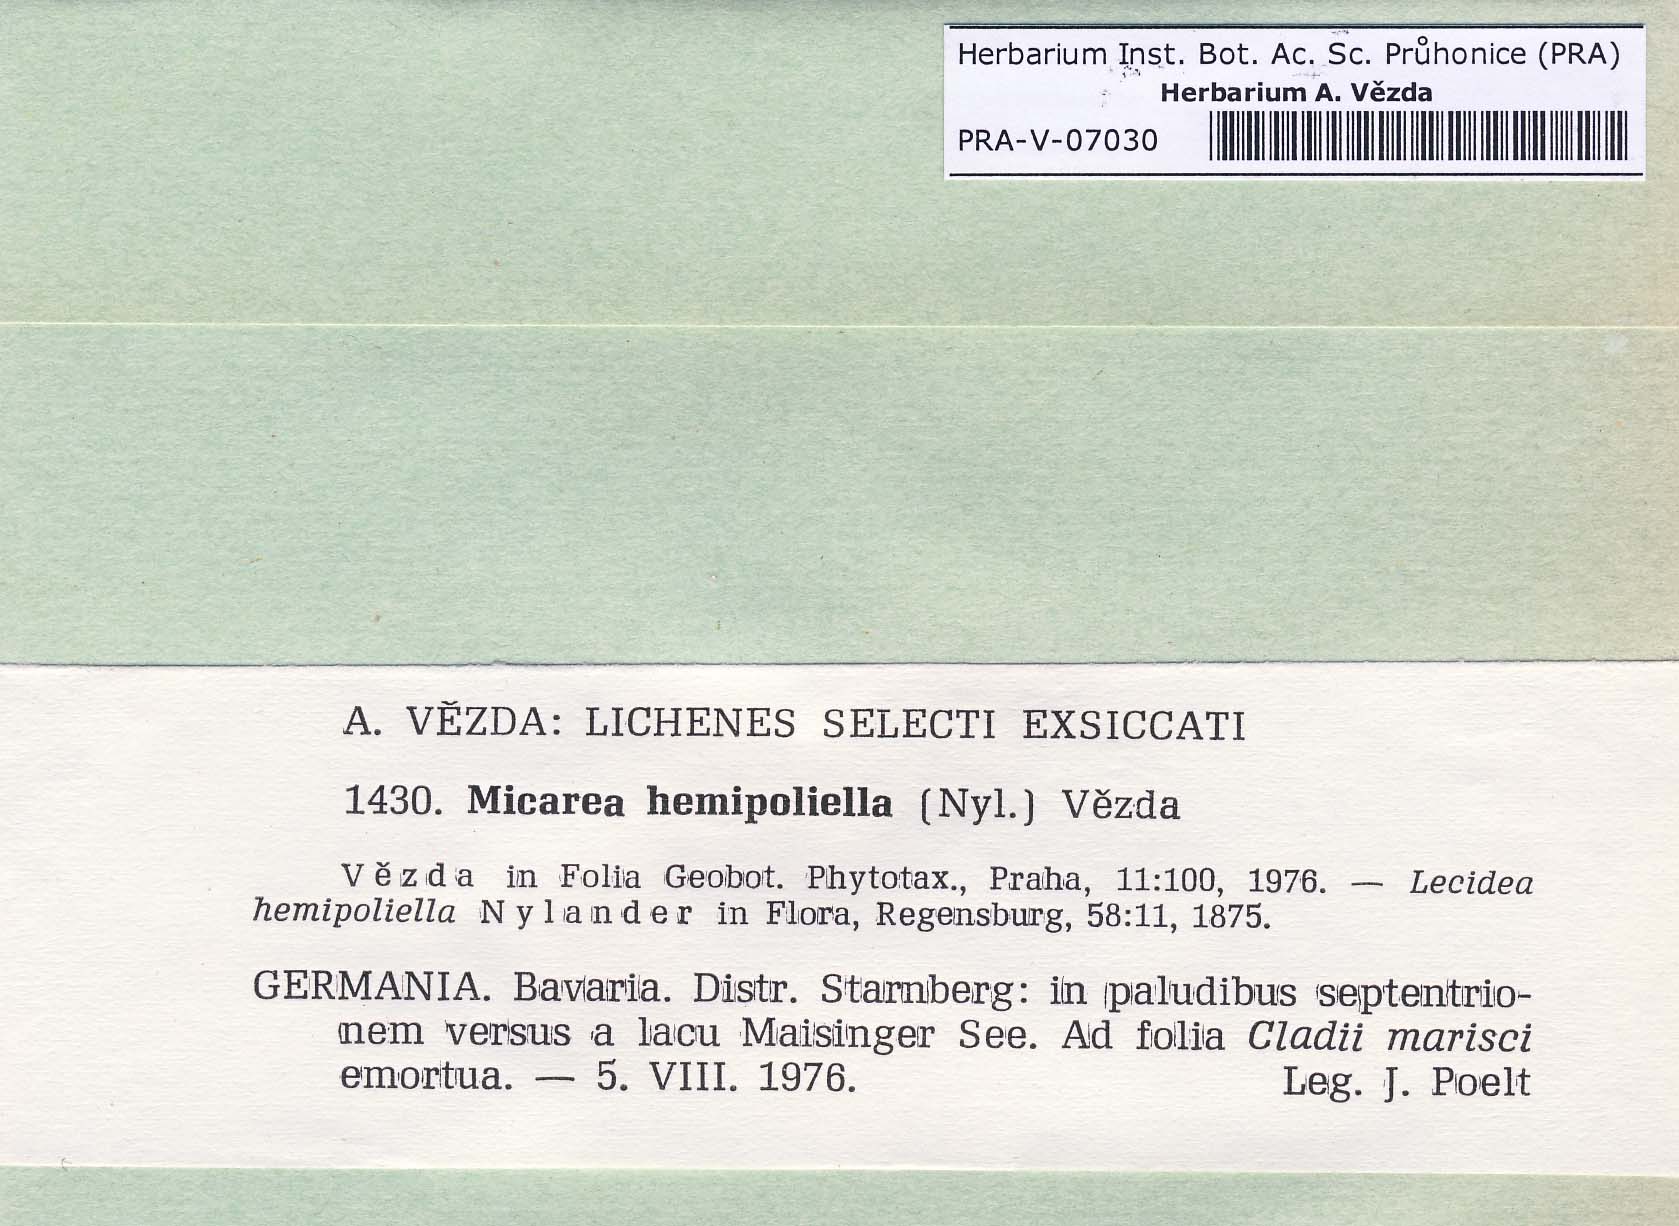 Herbarium Inst. Bot. Ac. Sc. Průhonice (PRA)
Herbarium A. Vězda
PRA-V-07030
A. VĚZDA: LICHENES SELECTI EXSICCATI
1430. Micarea hemipoliella (Nyl.) Vězda
Vězda in Folia Geobot. Phytotax., Praha, 11:100, 1976. — Lecidea
hemipoliella Nylander in Flora, Regensburg, 58:11, 1875.
GERMANIA. Bavaria. Distr. Starnberg: in paludibus septentrio-
nem versus a lacu Maisinger See. Ad folia Cladii marisci
emortua. — 5. VIII. 1976. Leg. J. Poelt